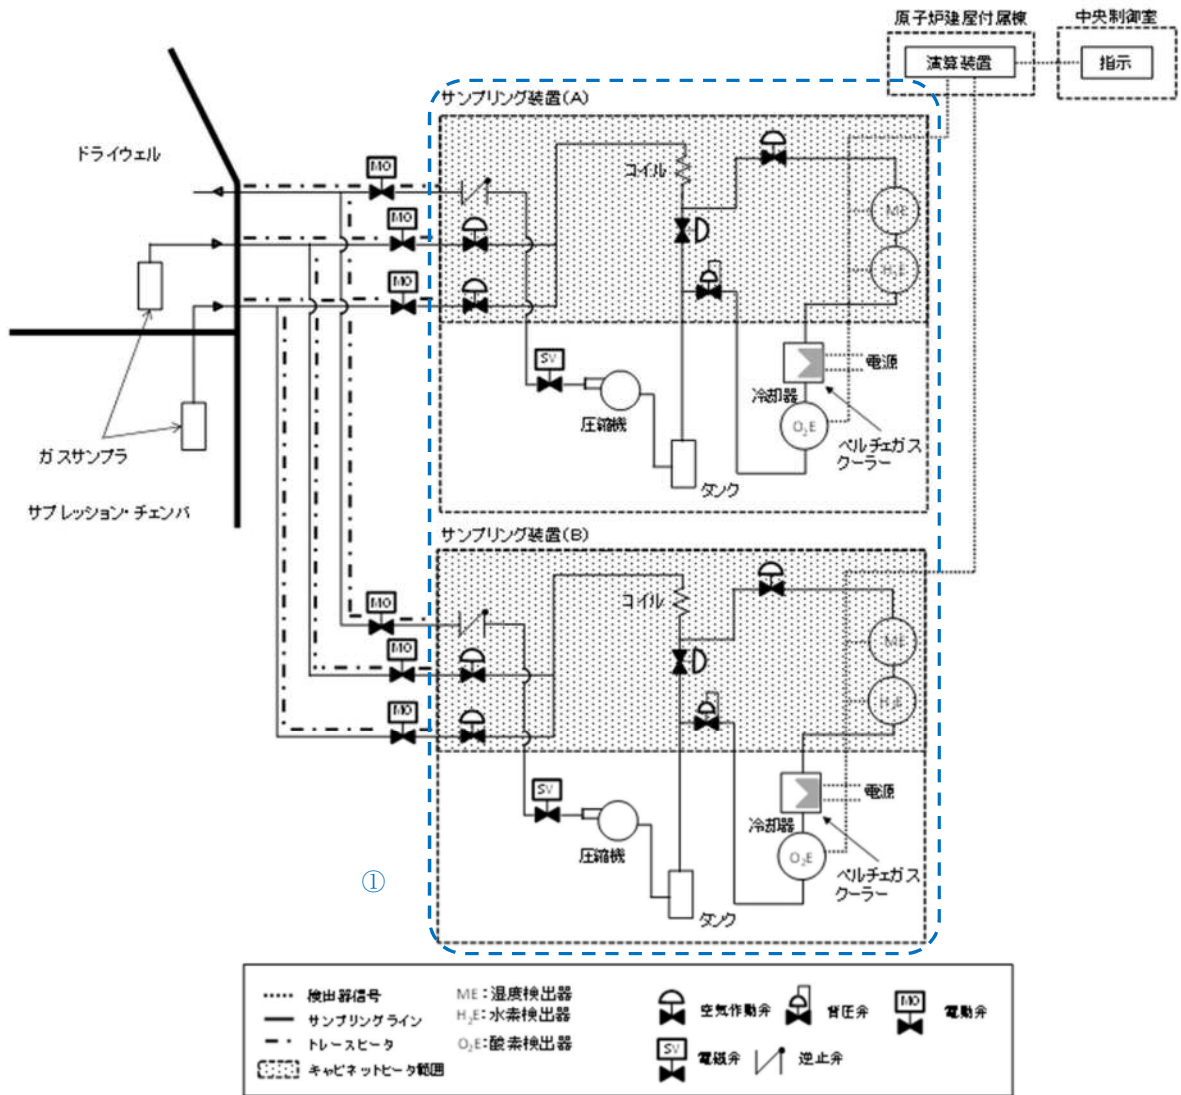 原子炉建屋付属棟
中央制御室
演算装置
指示
サンプリング装置(A)
ドライウェル
MO
コイル
MO
ME
MO
H₂E
SV
電源
冷却器
圧縮機
O₂E
ペルチェガス
クーラー
ガスサンプラ
タンク
サプレッション・チェンバ
サンプリング装置(B)
MO
コイル
MO
ME
MO
H₂E
SV
電源
冷却器
圧縮機
O₂E
ペルチェガス
クーラー
①
タンク
検出器信号
サンプリングライン
トレースヒータ
キャビネットヒータ範囲
ME:湿度検出器
H₂E:水素検出器
O₂E:酸素検出器
空気作動弁
背圧弁
MO
電動弁
SV
電磁弁
逆止弁